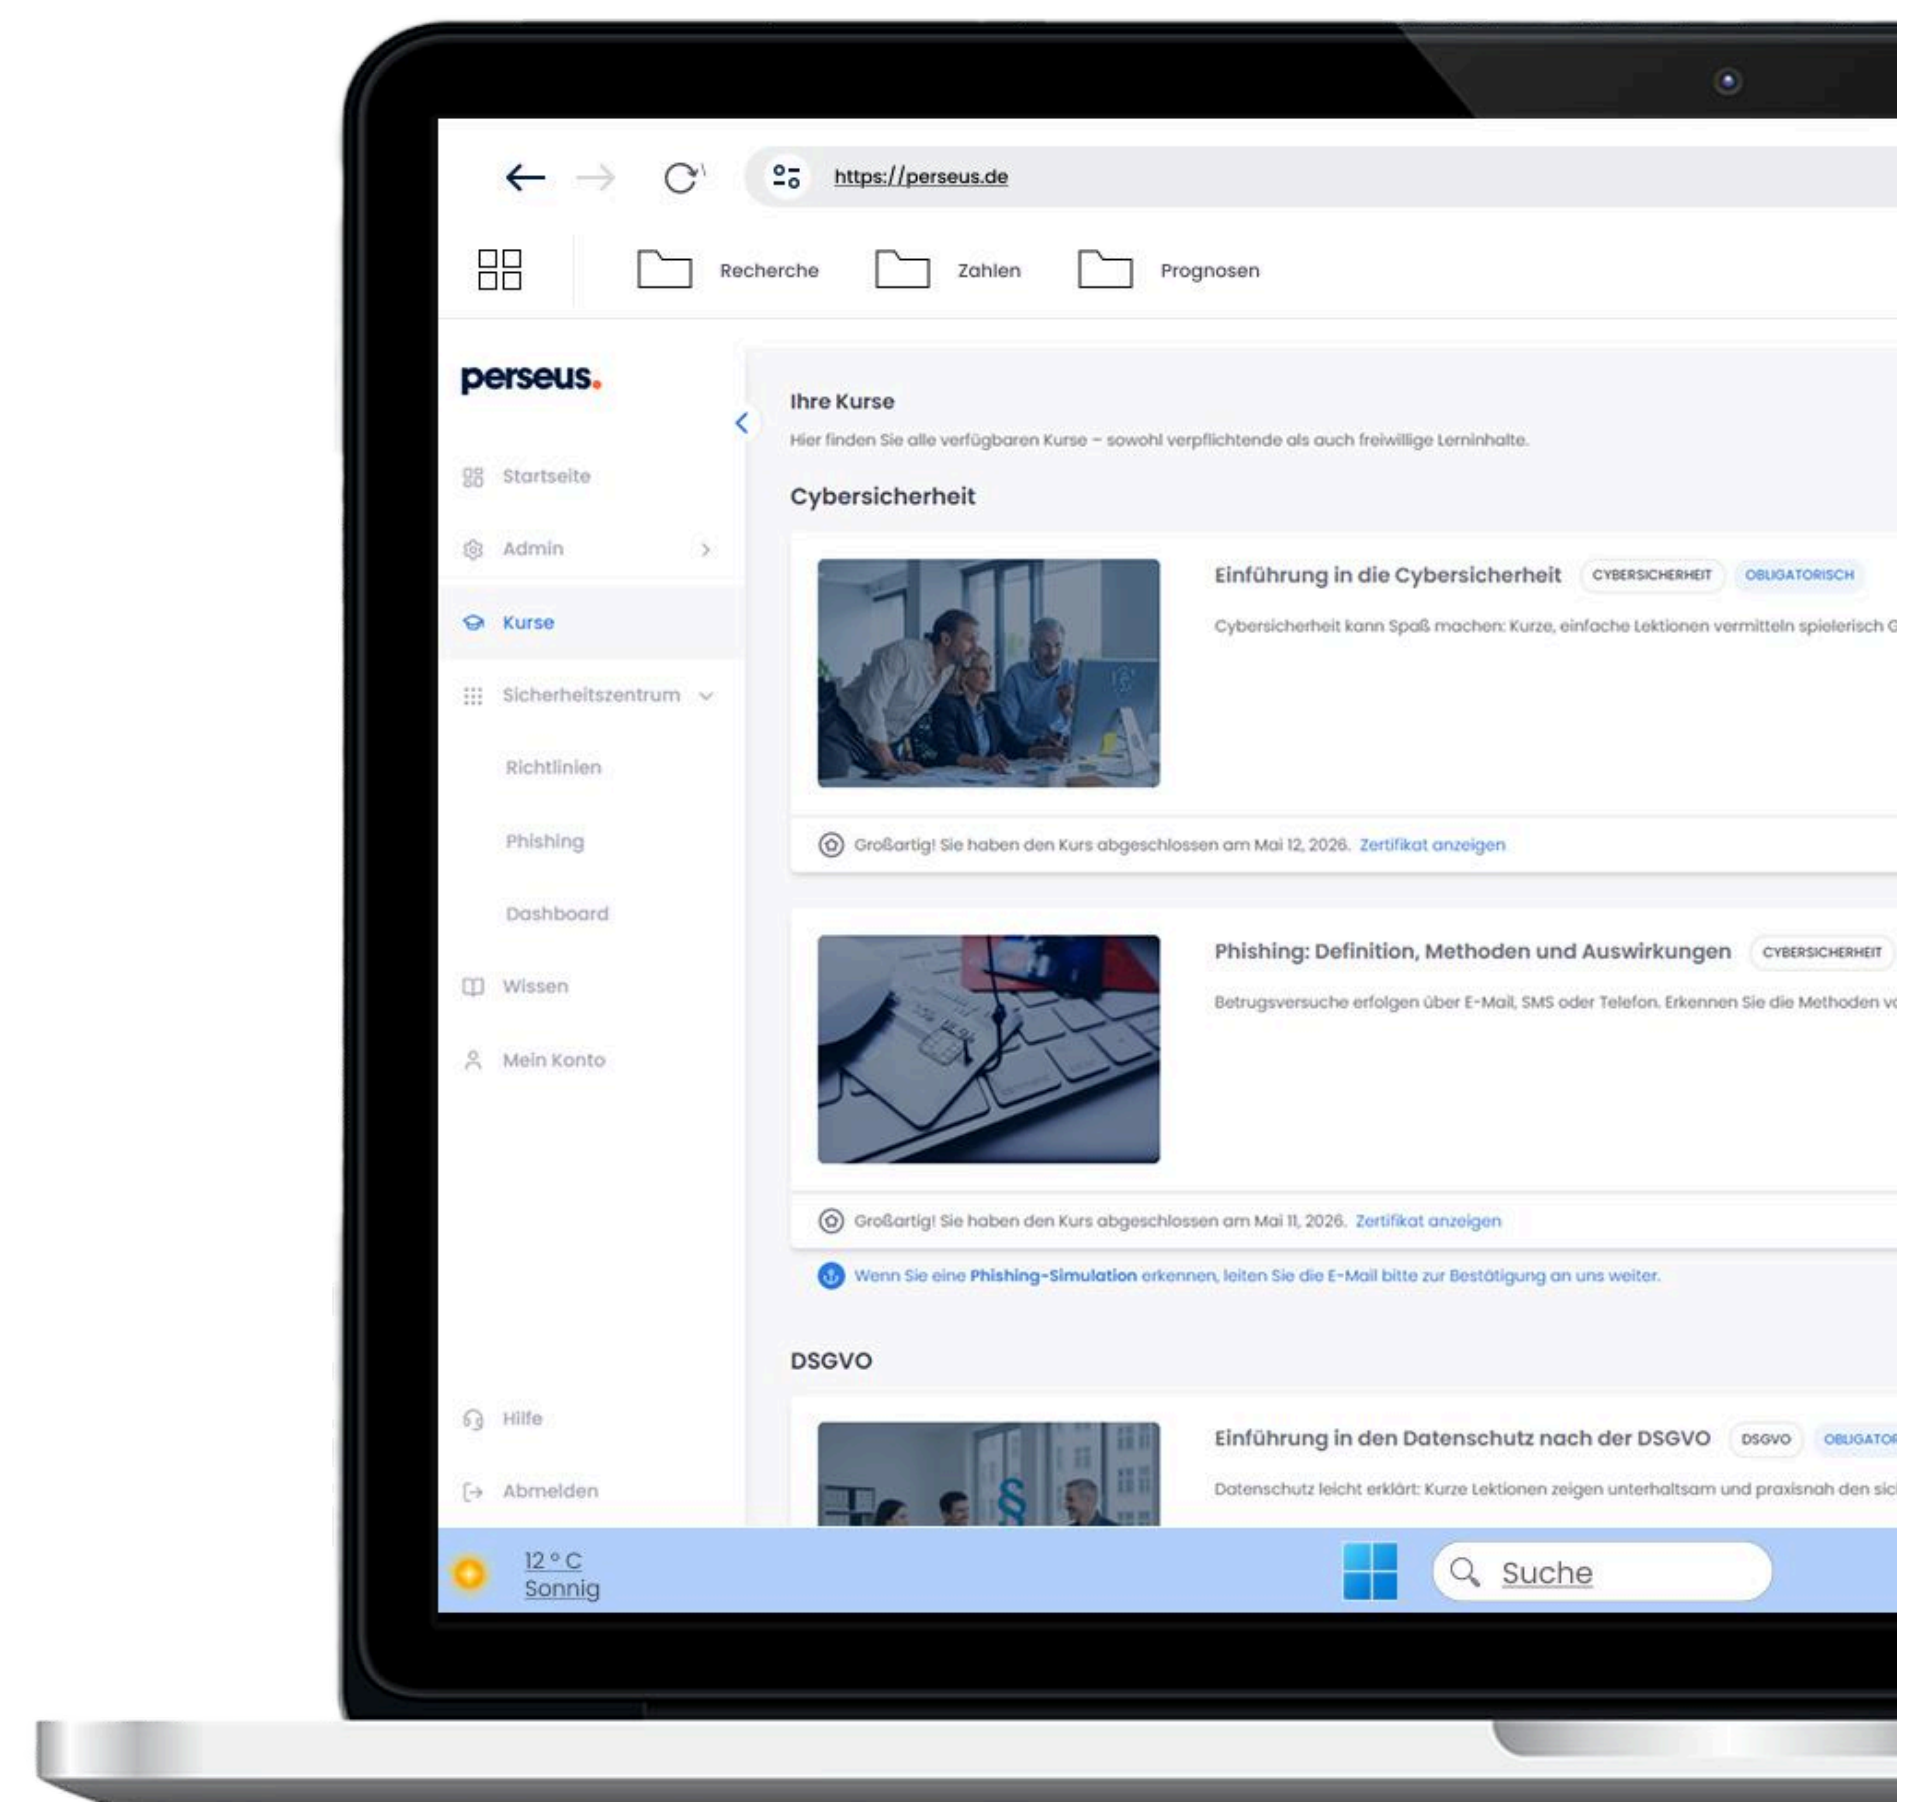 https://perseus.de
Recherche
Zahlen
Prognosen
perseus.
Startseite
Admin
Kurse
Sicherheitszentrum
Richtlinien
Phishing
Dashboard
Wissen
Mein Konto
Hilfe
Abmelden
Ihre Kurse
Hier finden Sie alle verfügbaren Kurse – sowohl verpflichtende als auch freiwillige Lerninhalte.
Cybersicherheit
Einführung in die Cybersicherheit CYBERSICHERHEIT OBLIGATORISCH
Cybersicherheit kann Spaß machen: Kurze, einfache Lektionen vermitteln spielerisch G
Großartig! Sie haben den Kurs abgeschlossen am Mai 12, 2026. Zertifikat anzeigen
Phishing: Definition, Methoden und Auswirkungen CYBERSICHERHEIT
Betrugsversuche erfolgen über E-Mail, SMS oder Telefon. Erkennen Sie die Methoden vo
Großartig! Sie haben den Kurs abgeschlossen am Mai 11, 2026. Zertifikat anzeigen
Wenn Sie eine Phishing-Simulation erkennen, leiten Sie die E-Mail bitte zur Bestätigung an uns weiter.
DSGVO
Einführung in den Datenschutz nach der DSGVO DSGVO OBLIGATOR
Datenschutz leicht erklärt: Kurze Lektionen zeigen unterhaltsam und praxisnah den sic
§
12 ° C
Sonnig
Suche